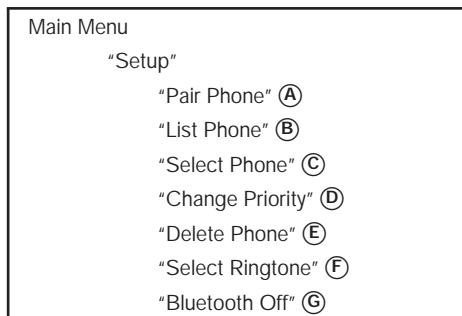 Main Menu
“Setup”
“Pair Phone” Ⓐ
“List Phone” Ⓑ
“Select Phone” Ⓒ
“Change Priority” Ⓓ
“Delete Phone” Ⓔ
“Select Ringtone” Ⓕ
“Bluetooth Off” Ⓖ